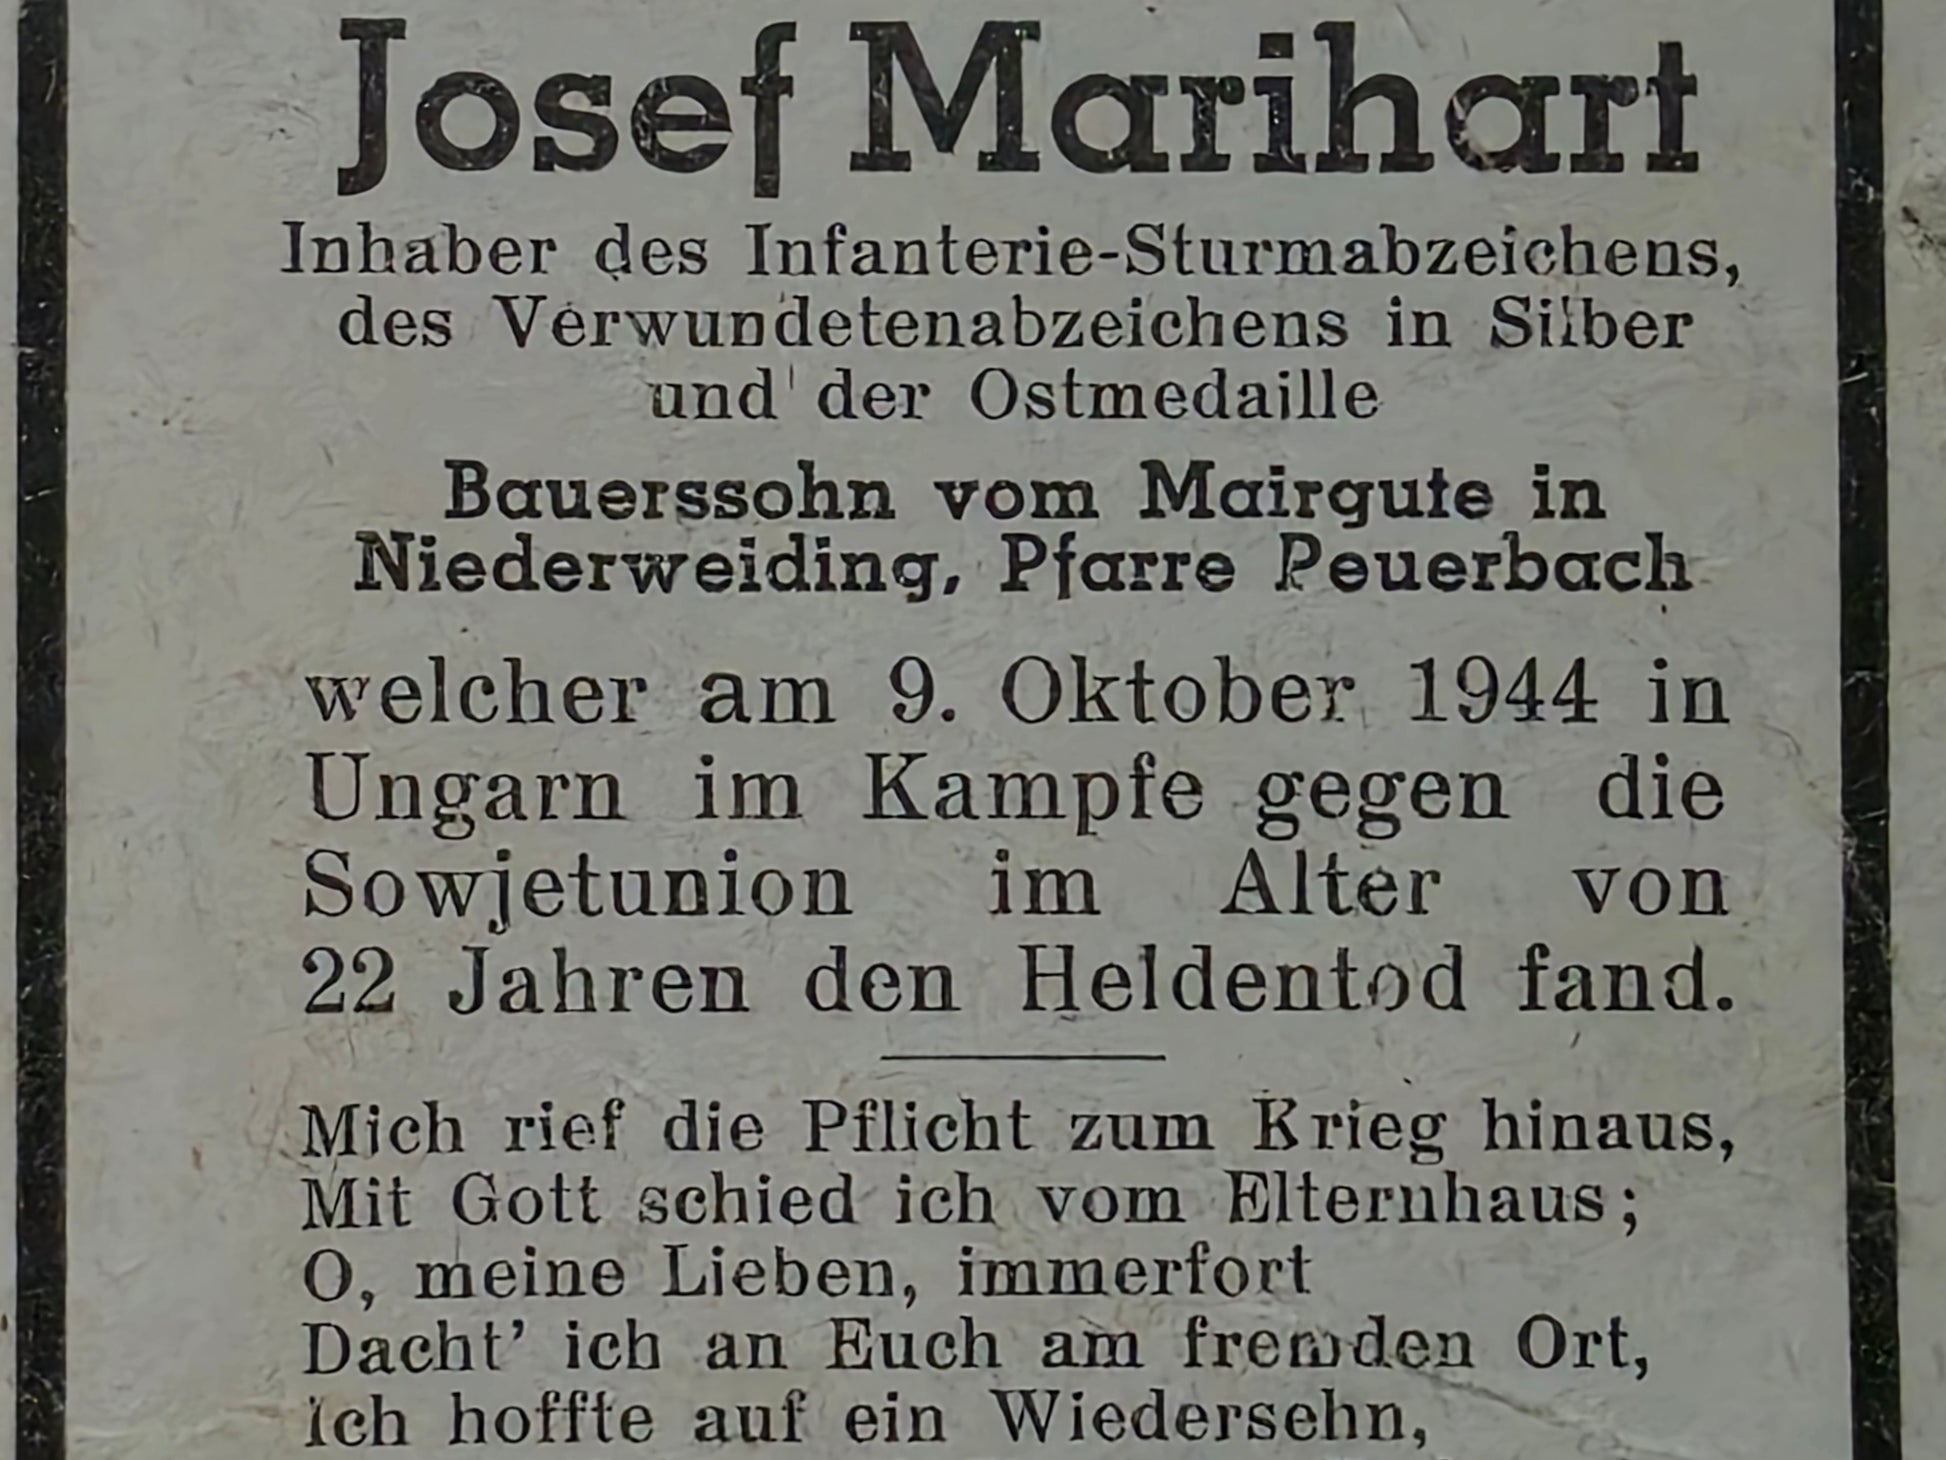 Josef Marihart
Inhaber des Infanterie-Sturmabzeichens,
des Verwundetenabzeichens in Silber
und der Ostmedaille
Bauerssohn vom Mairgute in
Niederweiding, Pfarre Peuerbach
welcher am 9. Oktober 1944 in
Ungarn im Kampfe gegen die
Sowjetunion im Alter von
22 Jahren den Heldentod fand.
Mich rief die Pflicht zum Krieg hinaus,
Mit Gott schied ich vom Elternhaus;
O, meine Lieben, immerfort
Dacht' ich an Euch am fremden Ort,
Ich hoffte auf ein Wiedersehn,